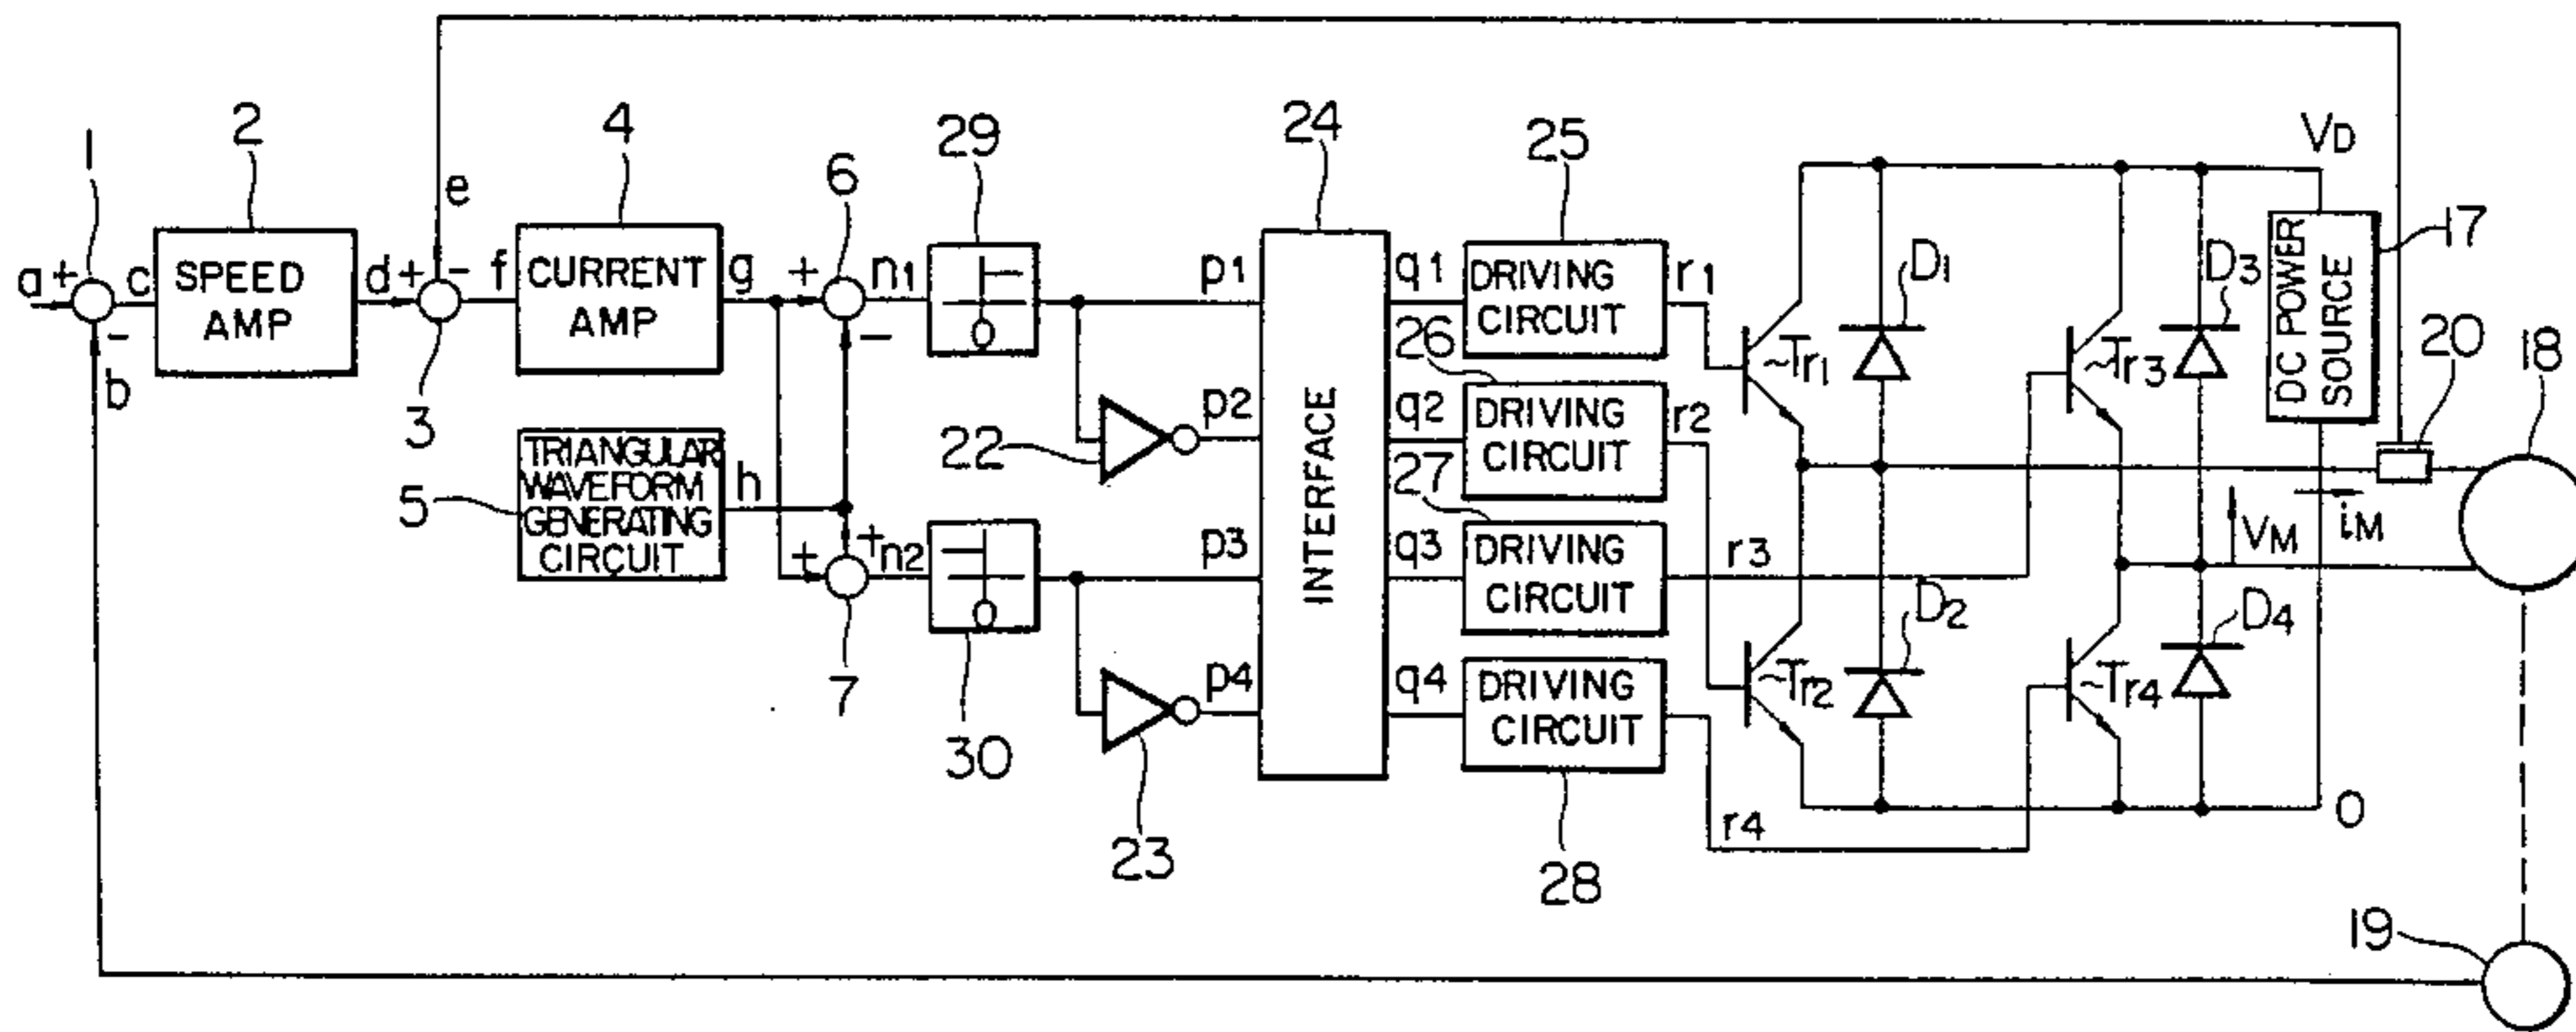 1
a
+
-
b
c
2
SPEED
AMP
d
+
-
e
3
f
4
CURRENT
AMP
g
5
TRIANGULAR
WAVEFORM
GENERATING
CIRCUIT
h
6
+
-
n1
+
+
n2
7
29
0
30
0
22
23
p1
p2
p3
p4
24
INTERFACE
q1
q2
q3
q4
25
DRIVING
CIRCUIT
r1
26
DRIVING
CIRCUIT
r2
27
DRIVING
CIRCUIT
r3
28
DRIVING
CIRCUIT
r4
~Tr1
~Tr2
D1
D2
~Tr3
~Tr4
D3
D4
VD
DC POWER
SOURCE
17
20
18
VM
iM
0
19